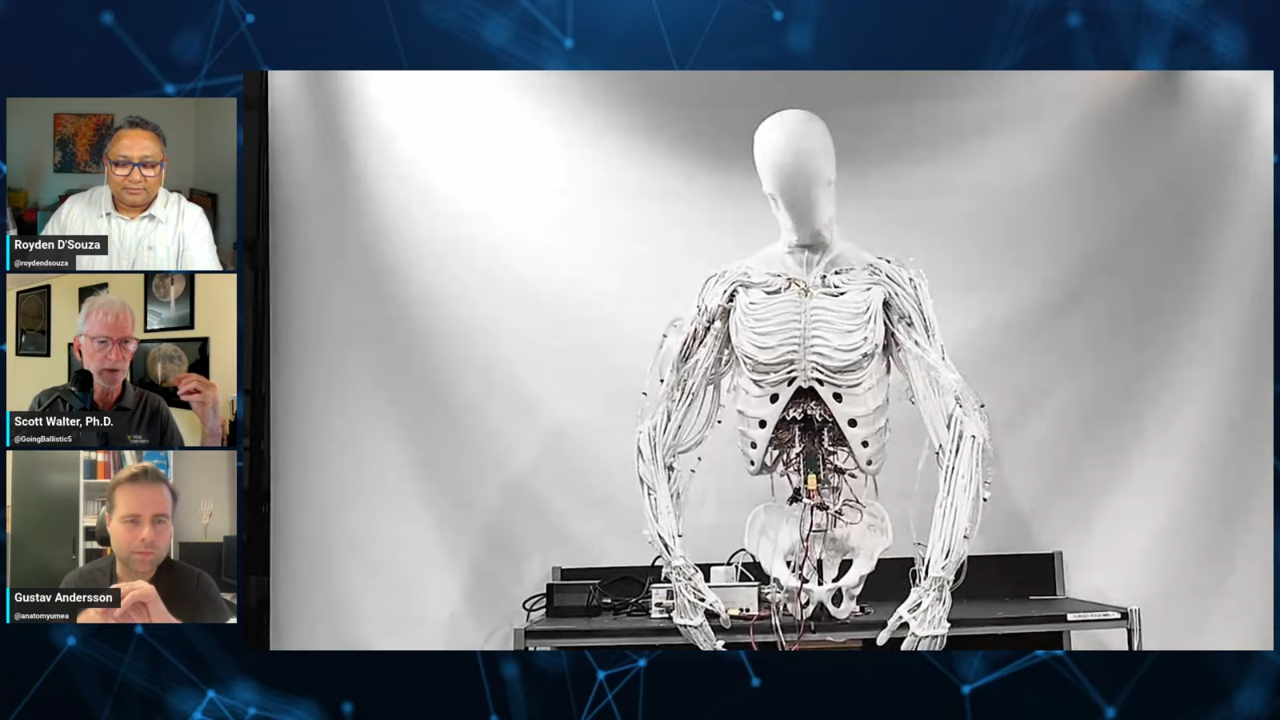 Royden D'Souza
@roydendsouza
Scott Walter, Ph.D.
@GoingBallistic5
Gustav Andersson
@anatomyumea